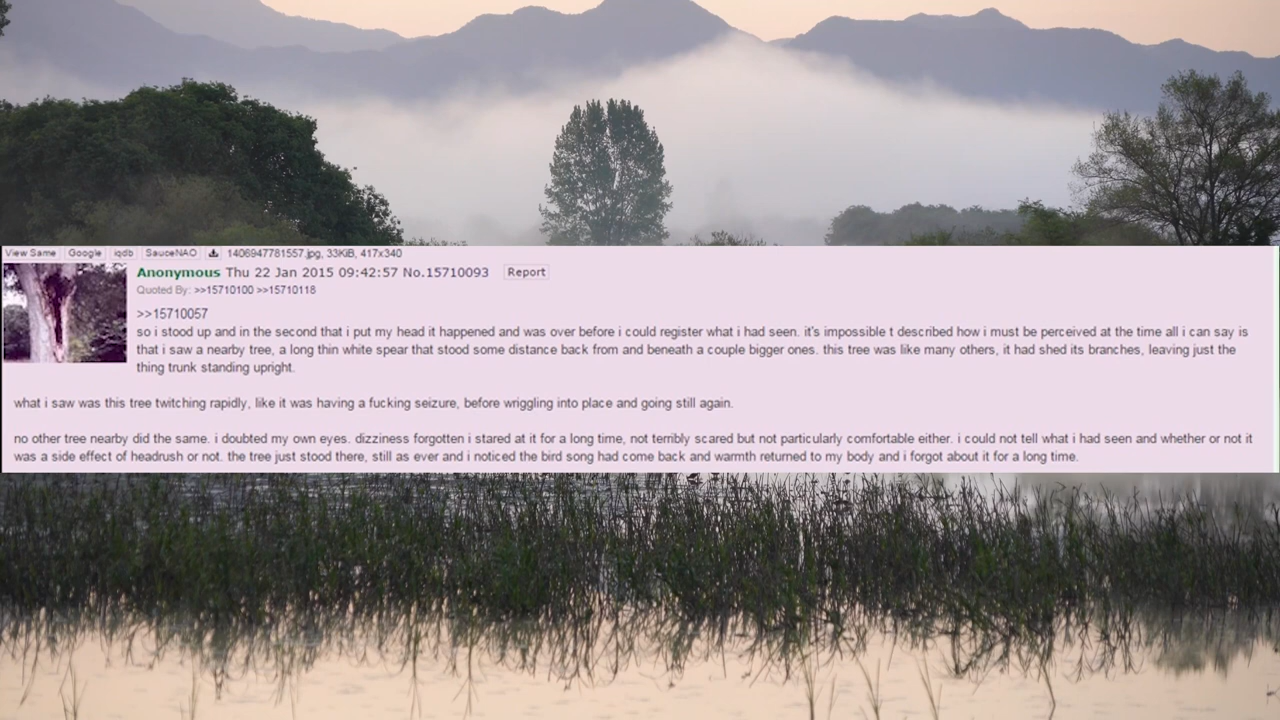 View Same Google iqdb SauceNAO 1406947781557.jpg, 33KiB, 417x340
Anonymous Thu 22 Jan 2015 09:42:57 No.15710093 Report
Quoted By: >>15710100 >>15710118
>>15710057
so i stood up and in the second that i put my head it happened and was over before i could register what i had seen. it's impossible t described how i must be perceived at the time all i can say is
that i saw a nearby tree, a long thin white spear that stood some distance back from and beneath a couple bigger ones. this tree was like many others, it had shed its branches, leaving just the
thing trunk standing upright.
what i saw was this tree twitching rapidly, like it was having a fucking seizure, before wriggling into place and going still again.
no other tree nearby did the same. i doubted my own eyes. dizziness forgotten i stared at it for a long time, not terribly scared but not particularly comfortable either. i could not tell what i had seen and whether or not it
was a side effect of headrush or not. the tree just stood there, still as ever and i noticed the bird song had come back and warmth returned to my body and i forgot about it for a long time.